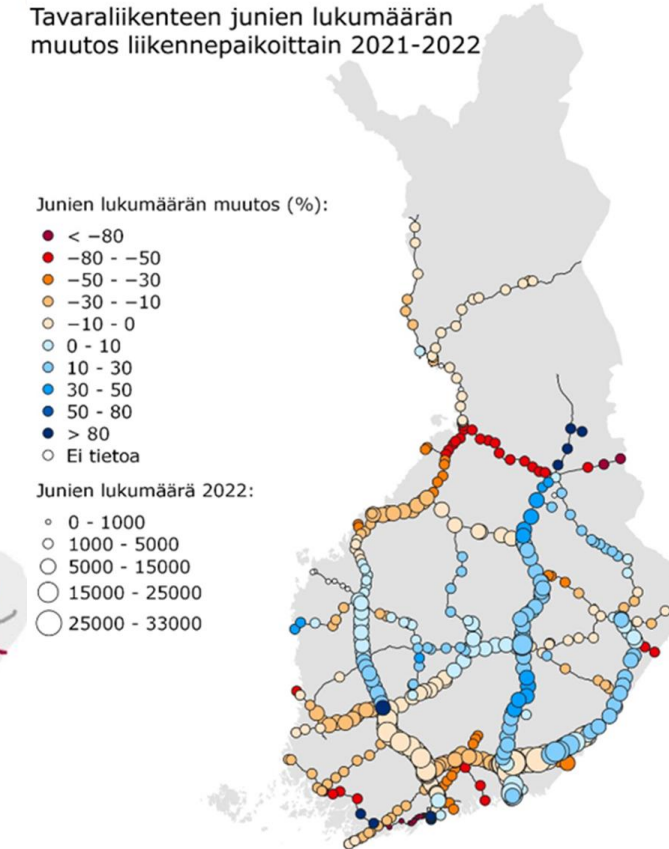 Tavaraliikenteen junien lukumäärän
muutos liikennepaikoittain 2021-2022
Junien lukumäärän muutos (%):
< −80
−80 - −50
−50 - −30
−30 - −10
−10 - 0
0 - 10
10 - 30
30 - 50
50 - 80
> 80
Ei tietoa
Junien lukumäärä 2022:
0 - 1000
1000 - 5000
5000 - 15000
15000 - 25000
25000 - 33000